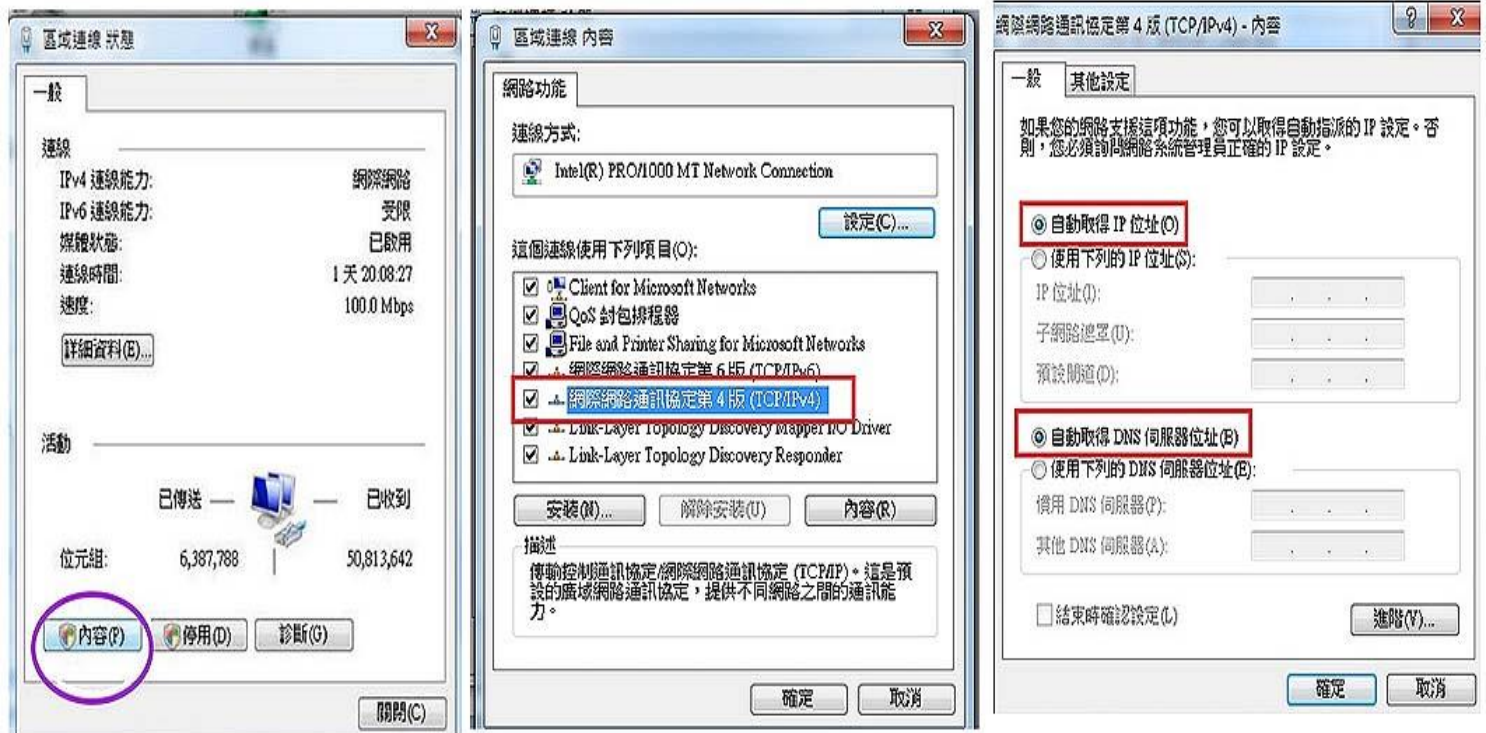 區域連線 狀態
一般
連線
IPv4 連線能力: 網際網路
IPv6 連線能力: 受限
媒體狀態: 已啟用
連線時間: 1 天 20:08:27
速度: 100.0 Mbps
詳細資料(E)...
活動
已傳送 — — 已收到
位元組: 6,387,788 50,813,642
內容(P) 停用(D) 診斷(G)
關閉(C)
區域連線 內容
網路功能
連線方式:
Intel(R) PRO/1000 MT Network Connection
設定(C)...
這個連線使用下列項目(O):
Client for Microsoft Networks
QoS 封包排程器
File and Printer Sharing for Microsoft Networks
網際網路通訊協定第 6 版 (TCP/IPv6)
網際網路通訊協定第 4 版 (TCP/IPv4)
Link-Layer Topology Discovery Mapper I/O Driver
Link-Layer Topology Discovery Responder
安裝(N)... 解除安裝(U) 內容(R)
描述
傳輸控制通訊協定/網際網路通訊協定 (TCP/IP)。這是預
設的廣域網路通訊協定，提供不同網路之間的通訊能
力。
確定 取消
網際網路通訊協定第 4 版 (TCP/IPv4) - 內容
一般 其他設定
如果您的網路支援這項功能，您可以取得自動指派的 IP 設定。否
則，您必須詢問網路系統管理員正確的 IP 設定。
自動取得 IP 位址(O)
使用下列的 IP 位址(S):
IP 位址(I):
子網路遮罩(U):
預設閘道(D):
自動取得 DNS 伺服器位址(B)
使用下列的 DNS 伺服器位址(E):
慣用 DNS 伺服器(P):
其他 DNS 伺服器(A):
結束時確認設定(L)
進階(V)...
確定 取消